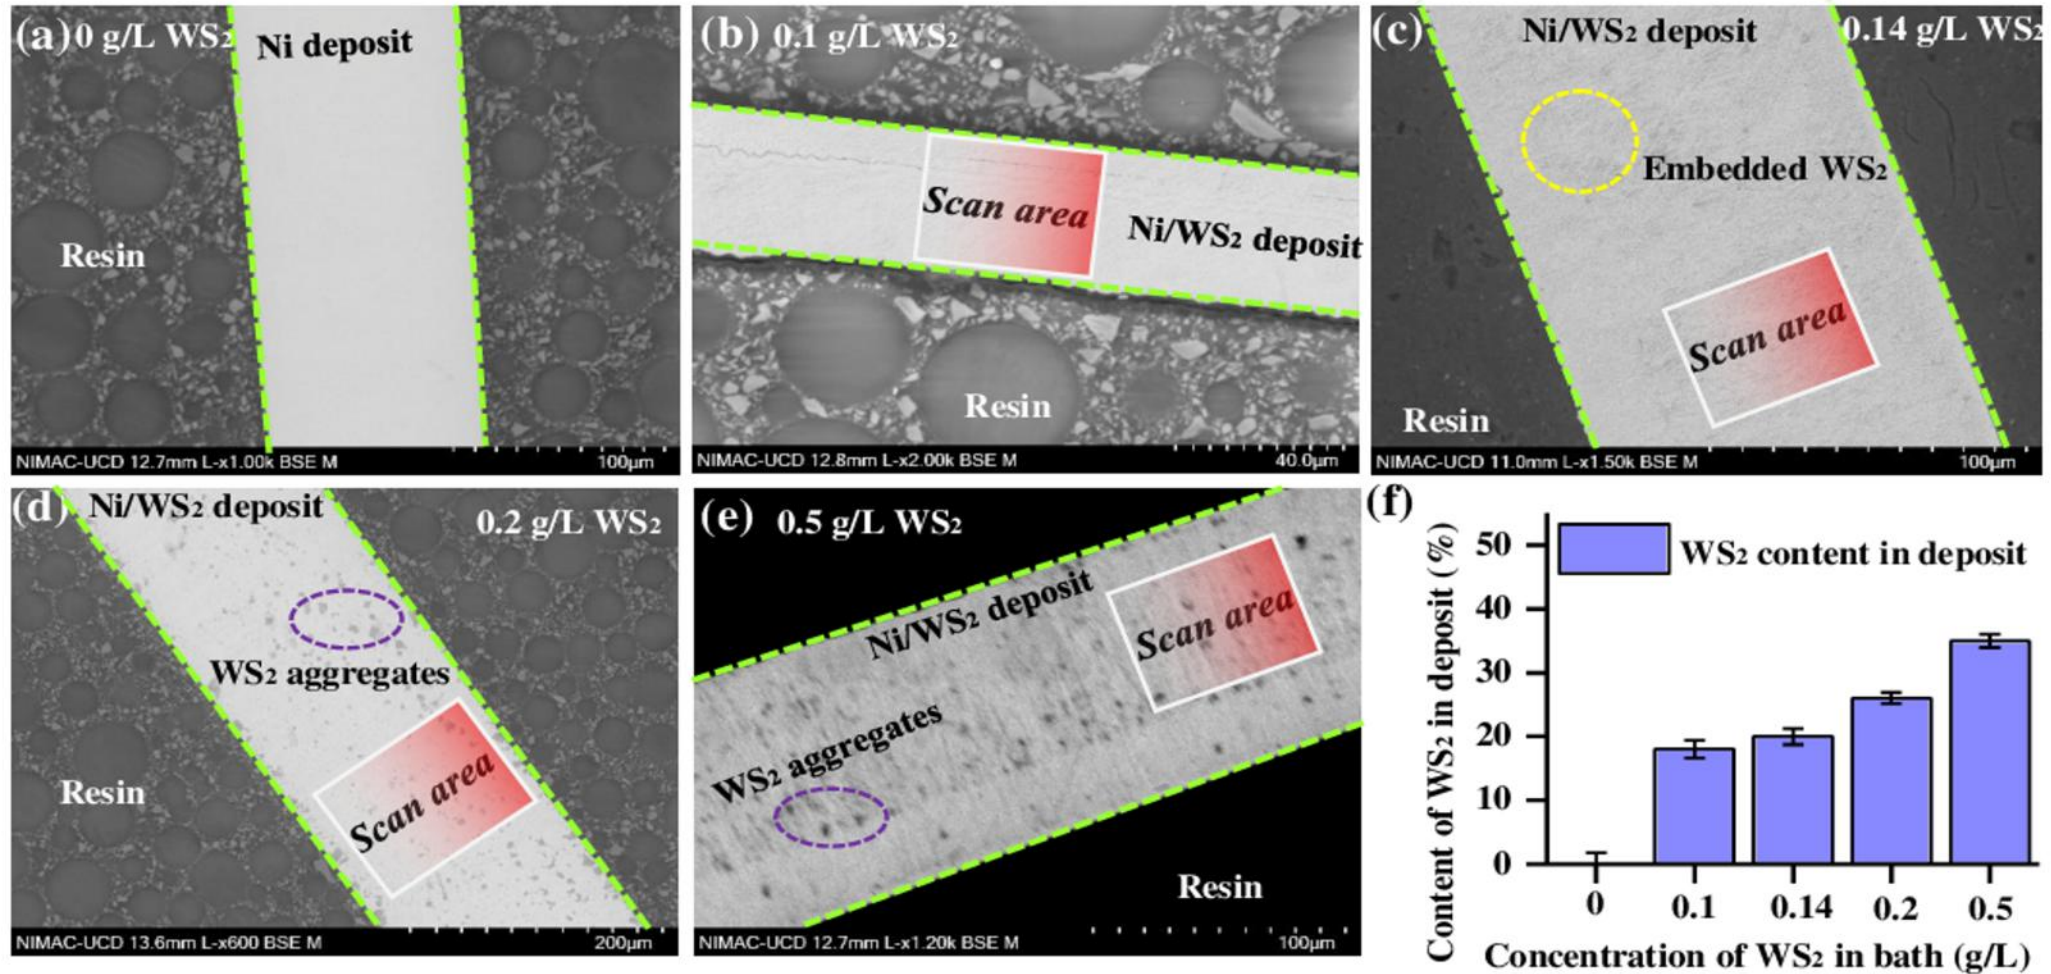 (a) 0 g/L WS2
Ni deposit
Resin
NIMAC-UCD 12.7mm L-x1.00k BSE M
100µm
(b) 0.1 g/L WS2
Scan area
Ni/WS2 deposit
Resin
NIMAC-UCD 12.8mm L-x2.00k BSE M
40.0µm
(c)
Ni/WS2 deposit
0.14 g/L WS2
Embedded WS2
Scan area
Resin
NIMAC-UCD 11.0mm L-x1.50k BSE M
100µm
(d)
Ni/WS2 deposit
0.2 g/L WS2
WS2 aggregates
Scan area
Resin
NIMAC-UCD 13.6mm L-x600 BSE M
200µm
(e) 0.5 g/L WS2
Ni/WS2 deposit
Scan area
WS2 aggregates
Resin
NIMAC-UCD 12.7mm L-x1.20k BSE M
100µm
(f)
WS2 content in deposit
Content of WS2 in deposit (%)
50
40
30
20
10
0
0 0.1 0.14 0.2 0.5
Concentration of WS2 in bath (g/L)